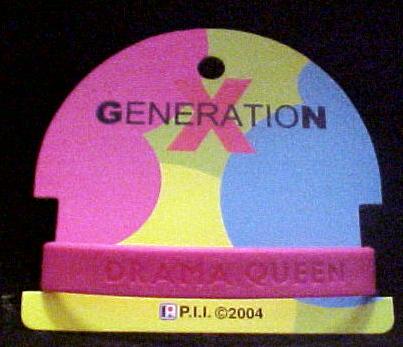 GENERATION
X
DRAMA QUEEN
P.I.I. ©2004